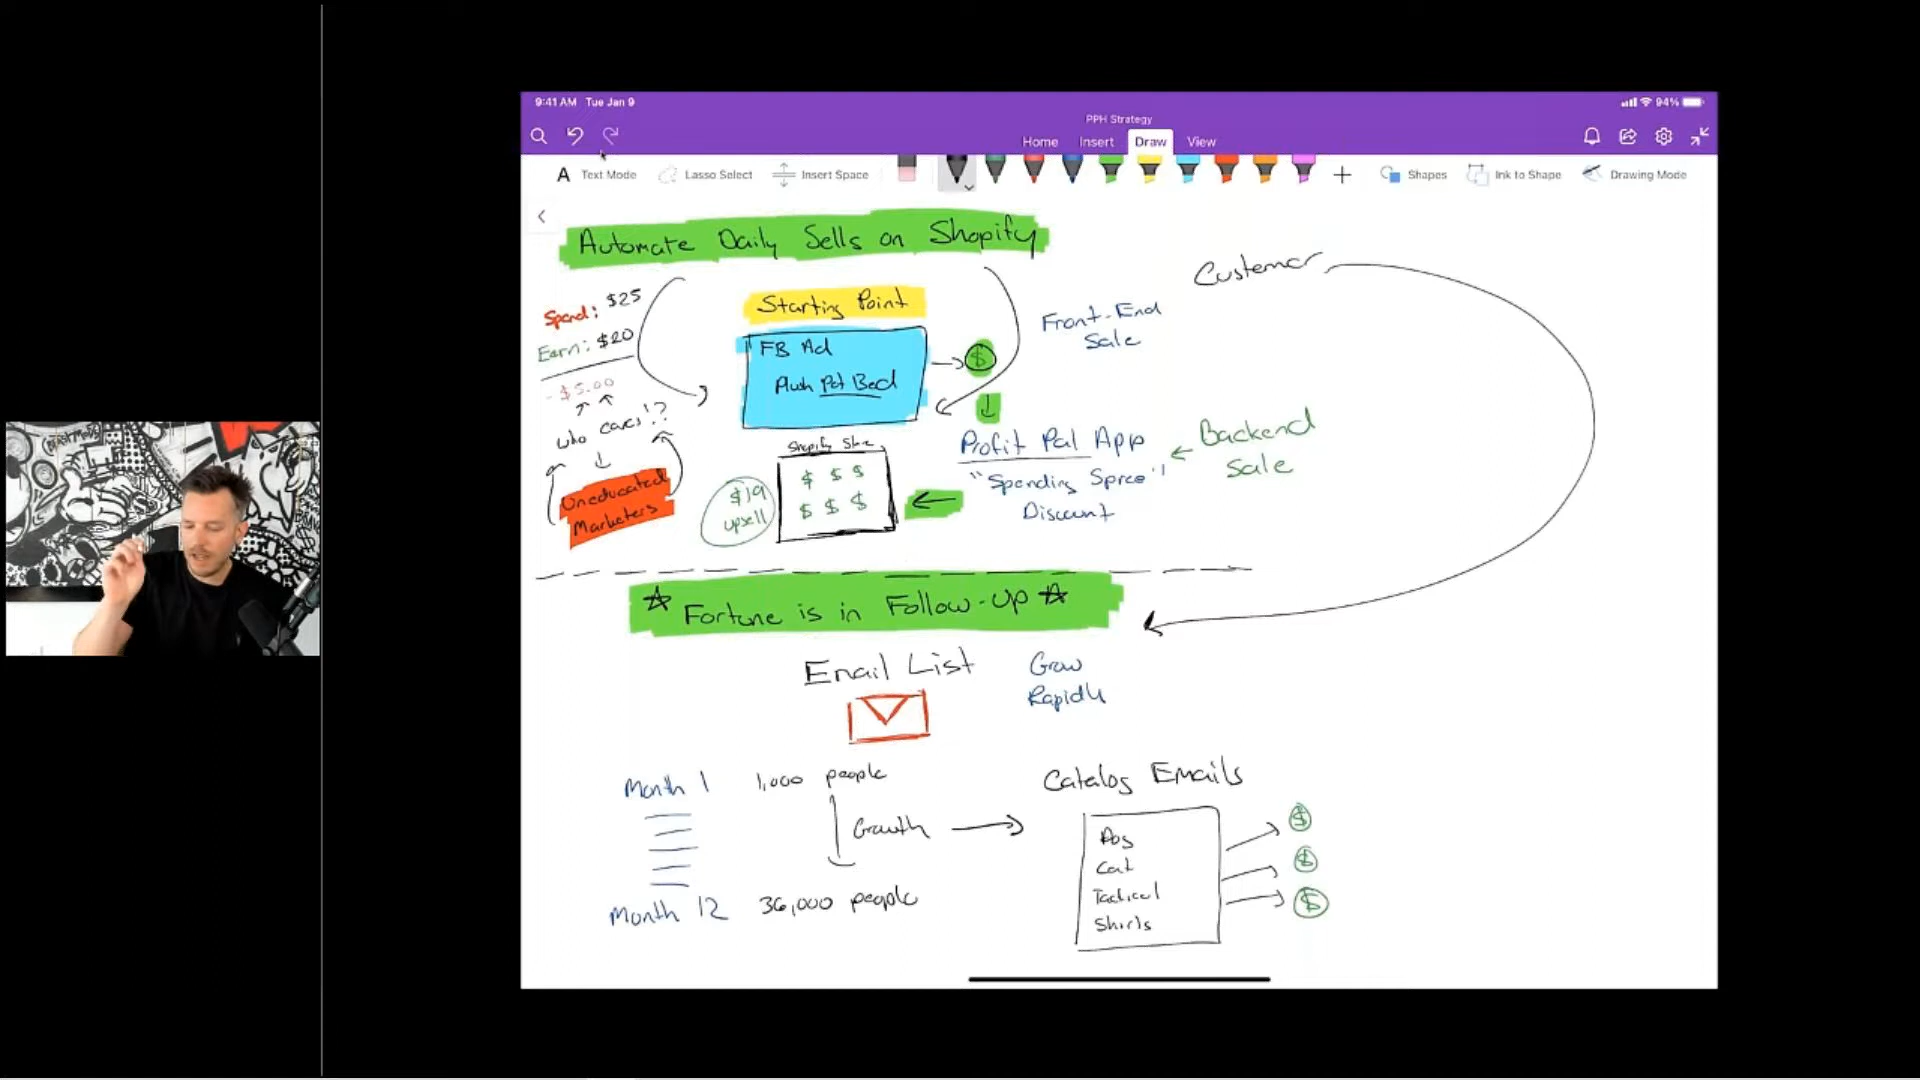 9:41 AM Tue Jan 9
94%
PPH Strategy
Home Insert Draw View
A Text Mode Lasso Select Insert Space Shapes Ink to Shape Drawing Mode
Automate Daily Sells on Shopify
Customer
Spend: $25
Earn: $20
- $5.00
who cares!?
Uneducated
Marketers
Starting Point
FB Ad
Plush Pet Bed
$
Front-End
Sale
Shopify Store
$ $ $
$ $ $
$19
upsell
Profit Pal App
"Spending Spree"
Discount
Backend
Sale
Fortune is in Follow-Up
Email List
Grow
Rapidly
Month 1 1,000 people
Growth
Month 12 36,000 people
Catalog Emails
Dog
Cat
Tactical
Shirts
$
$
$